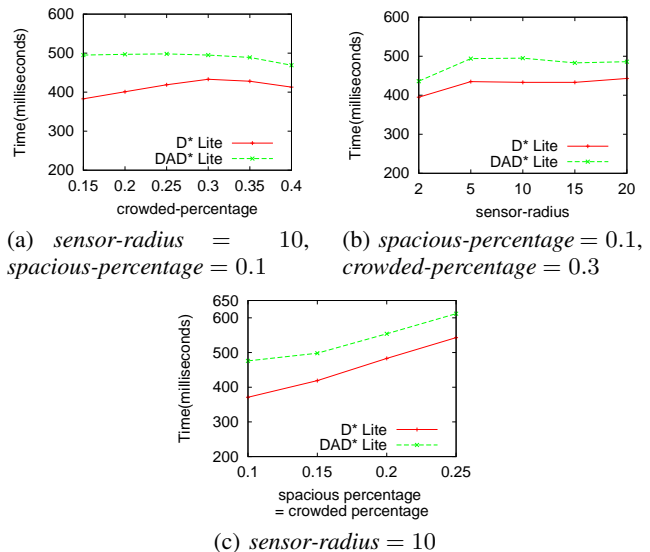 600
500
400
300
200
Time(milliseconds)
D* Lite
DAD* Lite
0.15 0.2 0.25 0.3 0.35 0.4
crowded-percentage
(a) sensor-radius = 10,
spacious-percentage = 0.1
600
500
400
300
200
Time(milliseconds)
D* Lite
DAD* Lite
2 5 10 15 20
sensor-radius
(b) spacious-percentage = 0.1,
crowded-percentage = 0.3
650
600
500
400
300
200
Time(milliseconds)
D* Lite
DAD* Lite
0.1 0.15 0.2 0.25
spacious percentage
= crowded percentage
(c) sensor-radius = 10